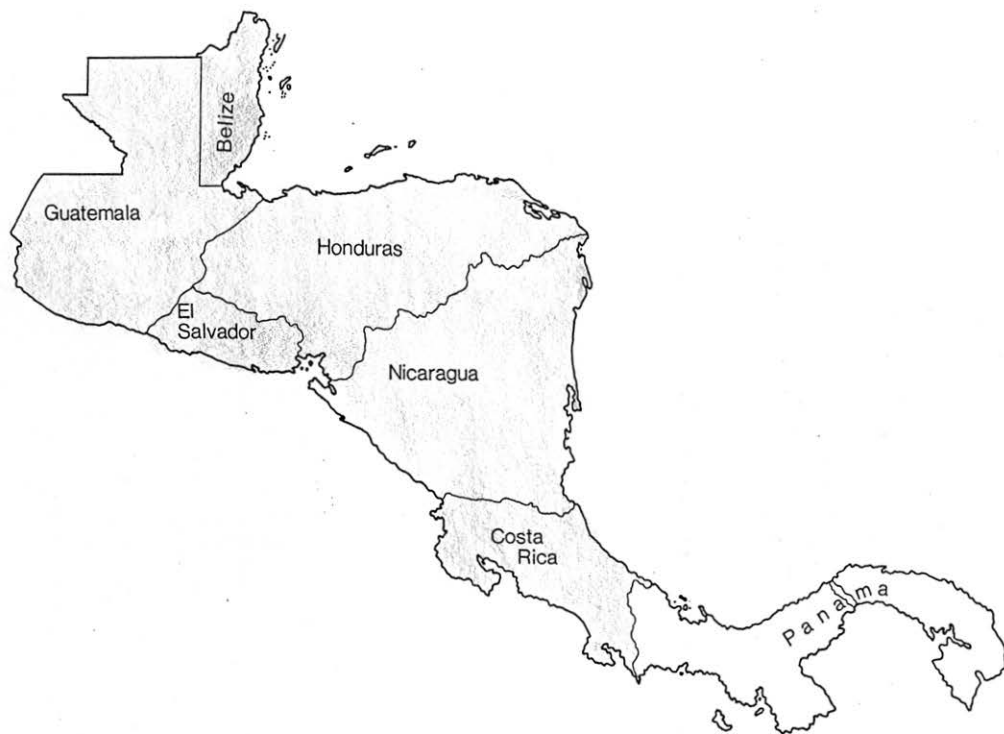 Belize
Guatemala
Honduras
El
Salvador
Nicaragua
Costa
Rica
Panama